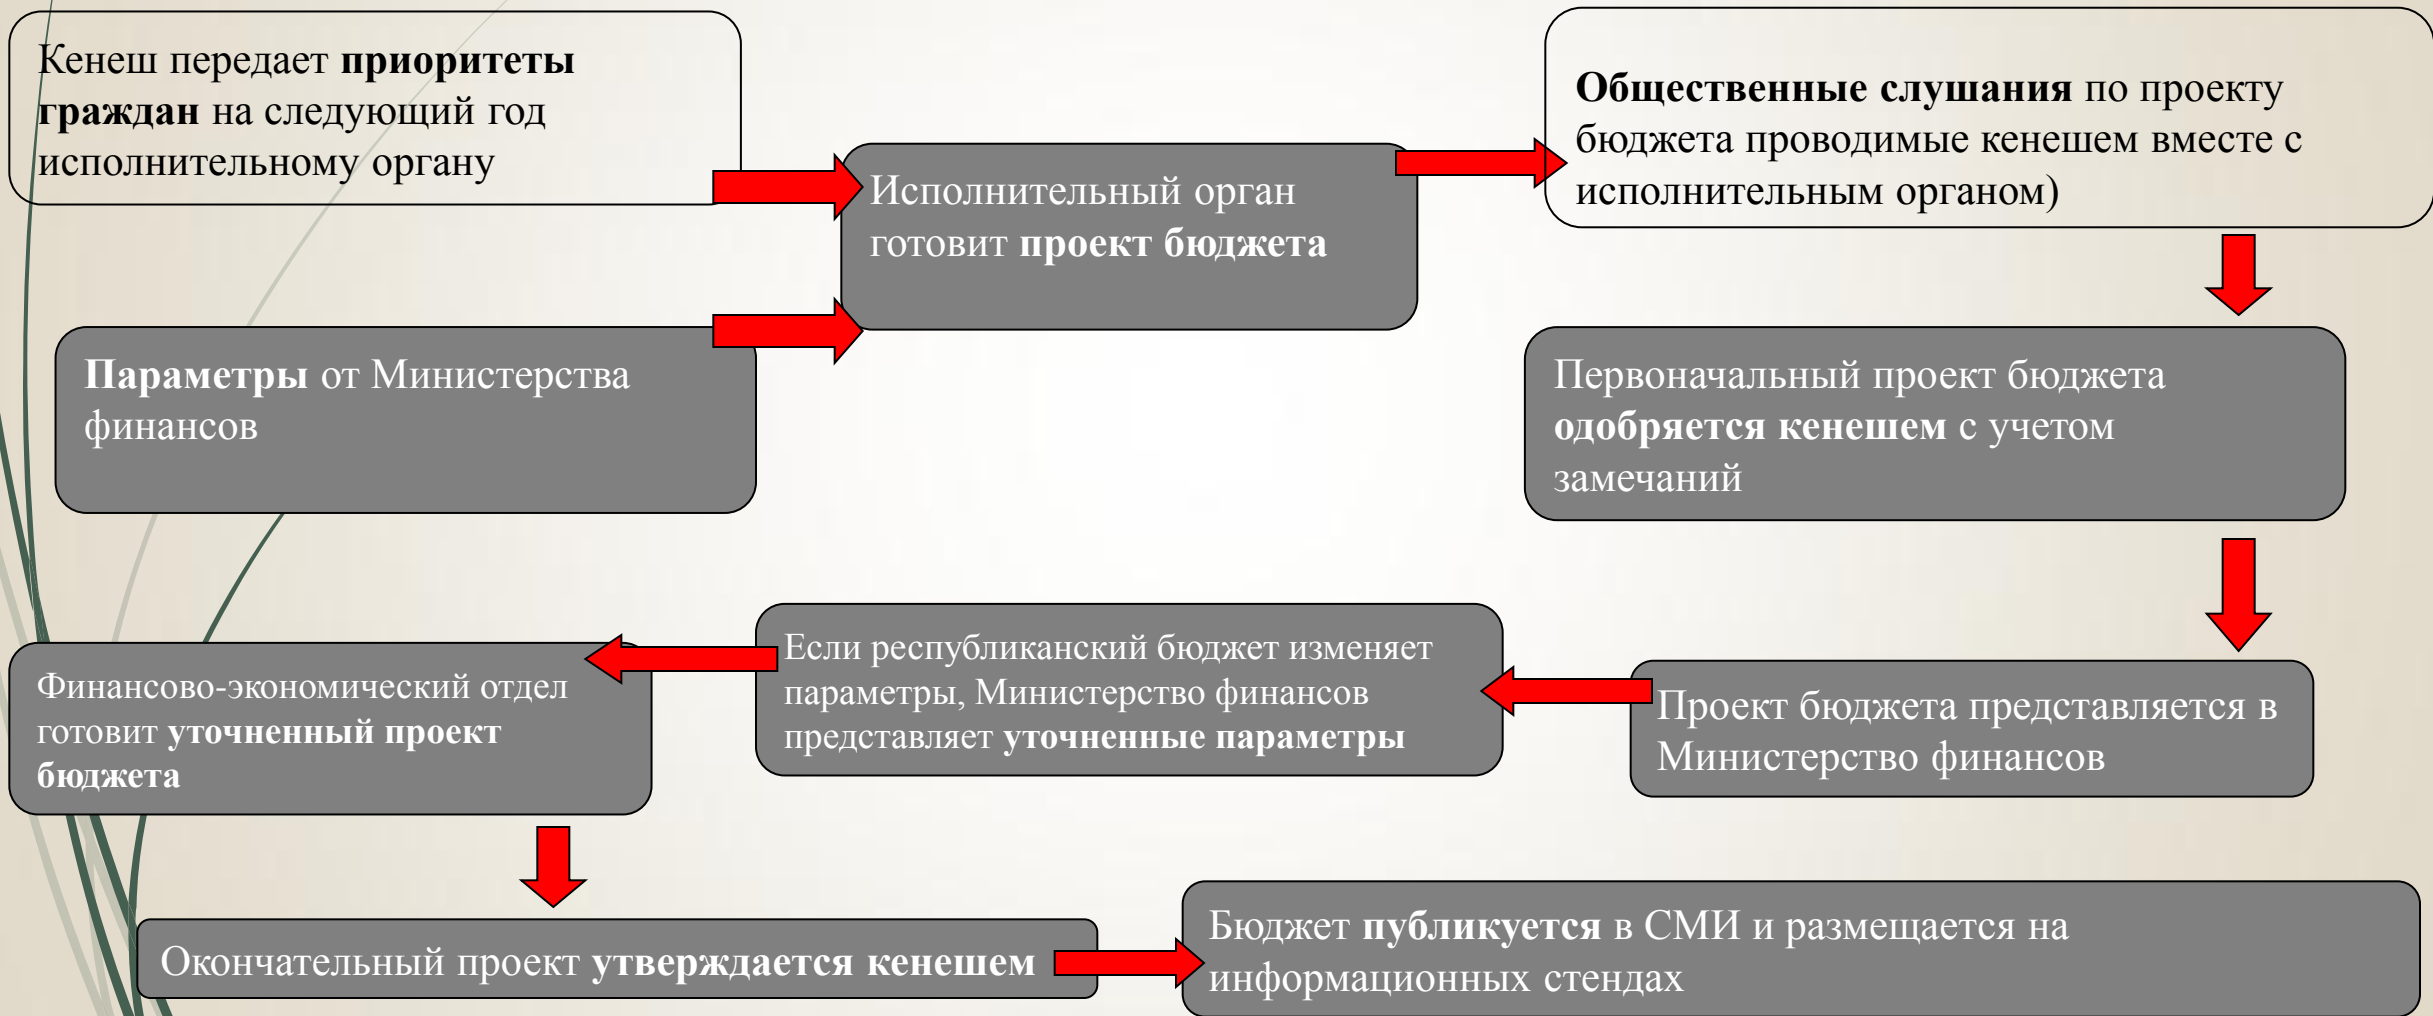 Кенеш передает приоритеты
граждан на следующий год
исполнительному органу
Параметры от Министерства
финансов
Исполнительный орган
готовит проект бюджета
Общественные слушания по проекту
бюджета проводимые кенешем вместе с
исполнительным органом)
Первоначальный проект бюджета
одобряется кенешем с учетом
замечаний
Проект бюджета представляется в
Министерство финансов
Если республиканский бюджет изменяет
параметры, Министерство финансов
представляет уточненные параметры
Финансово-экономический отдел
готовит уточненный проект
бюджета
Окончательный проект утверждается кенешем
Бюджет публикуется в СМИ и размещается на
информационных стендах